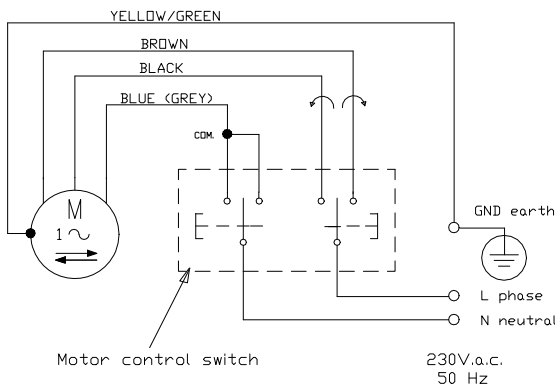 YELLOW/GREEN
BROWN
BLACK
BLUE (GREY)
COM.
M
1
GND earth
L phase
N neutral
Motor control switch
230V.a.c.
50 Hz